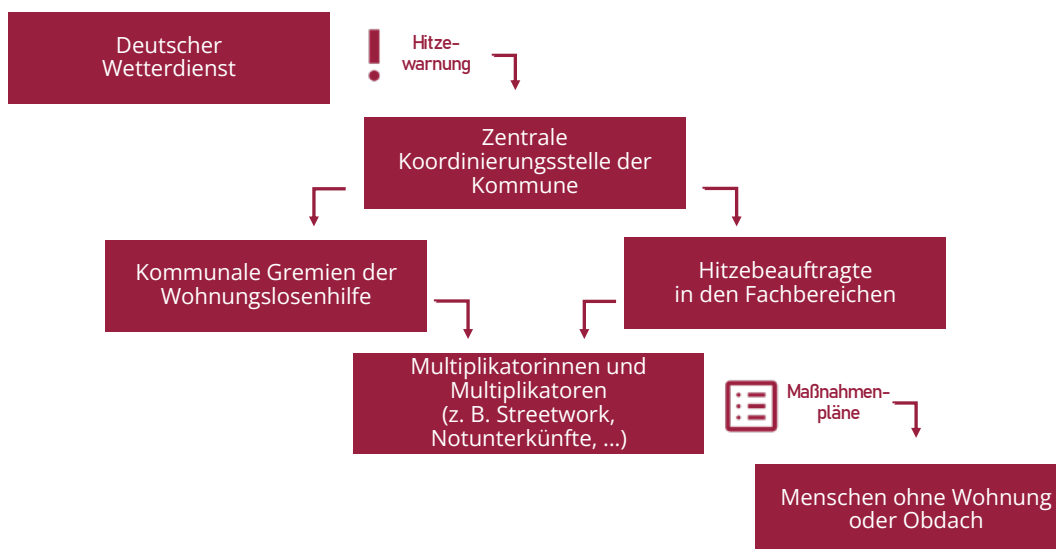 Deutscher
Wetterdienst
Hitze-
warnung
Zentrale
Koordinierungsstelle der
Kommune
Kommunale Gremien der
Wohnungslosenhilfe
Hitzebeauftragte
in den Fachbereichen
Multiplikatorinnen und
Multiplikatoren
(z. B. Streetwork,
Notunterkünfte, ...)
Maßnahmen-
pläne
Menschen ohne Wohnung
oder Obdach